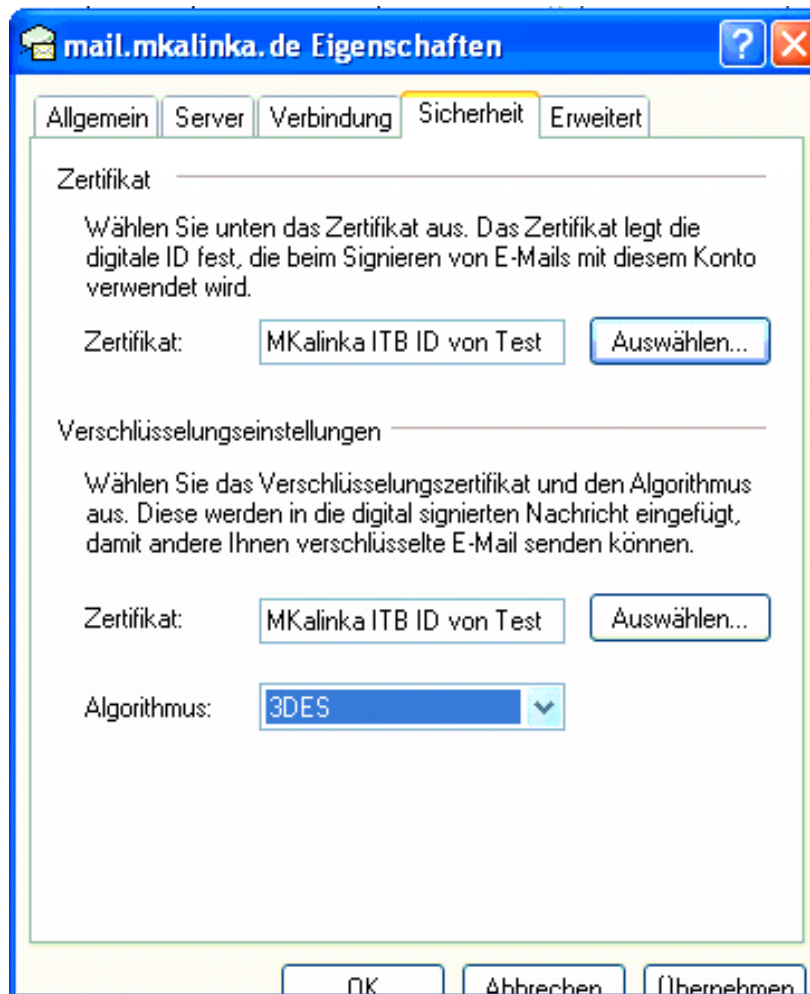 mail.mkalinka.de Eigenschaften
Allgemein Server Verbindung Sicherheit Erweitert
Zertifikat
Wählen Sie unten das Zertifikat aus. Das Zertifikat legt die
digitale ID fest, die beim Signieren von E-Mails mit diesem Konto
verwendet wird.
Zertifikat: MKalinka ITB ID von Test Auswählen...
Verschlüsselungseinstellungen
Wählen Sie das Verschlüsselungszertifikat und den Algorithmus
aus. Diese werden in die digital signierten Nachricht eingefügt,
damit andere Ihnen verschlüsselte E-Mail senden können.
Zertifikat: MKalinka ITB ID von Test Auswählen...
Algorithmus: 3DES
OK Abbrechen Übernehmen